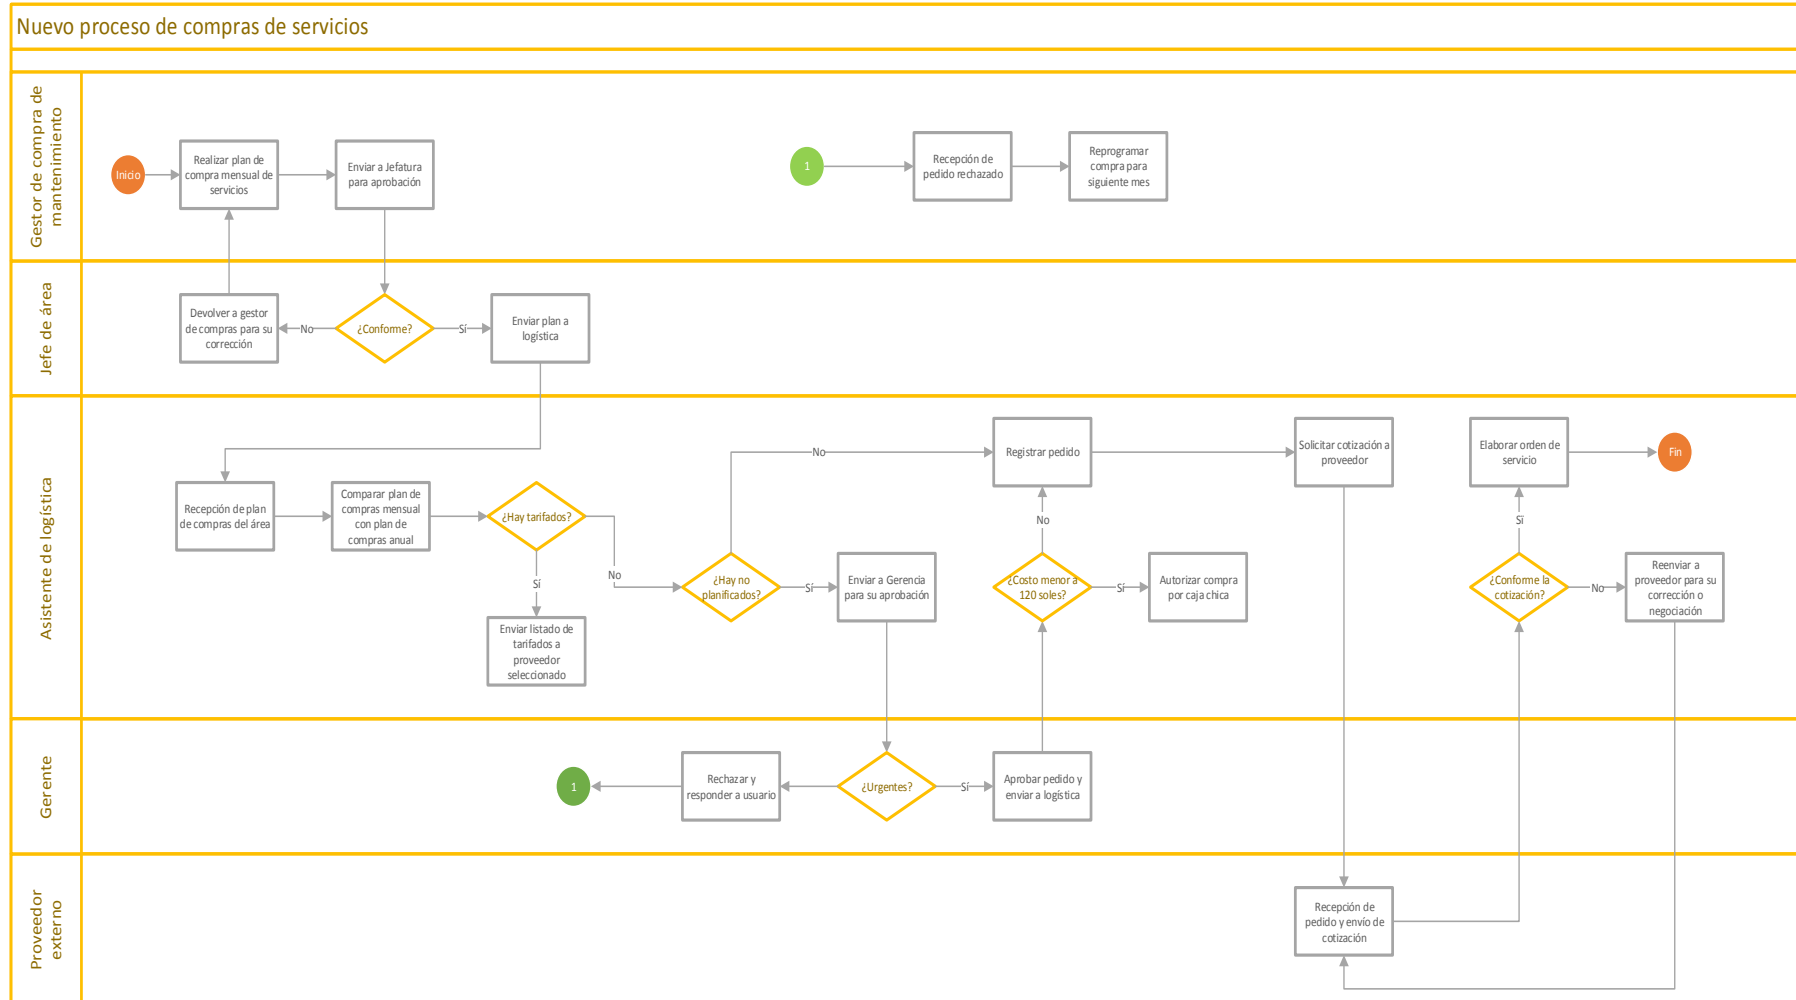 Nuevo proceso de compras de servicios
Gestor de compra de
mantenimiento
Inicio
Realizar plan de
compra mensual de
servicios
Enviar a Jefatura
para aprobación
1
Recepción de
pedido rechazado
Reprogramar
compra para
siguiente mes
Jefe de área
Devolver a gestor
de compras para su
corrección
No
¿Conforme?
Sí
Enviar plan a
logística
Asistente de logística
Recepción de plan
de compras del área
Comparar plan de
compras mensual
con plan de
compras anual
¿Hay tarifados?
Sí
Enviar listado de
tarifados a
proveedor
seleccionado
No
¿Hay no
planificados?
No
Sí
Enviar a Gerencia
para su aprobación
Registrar pedido
No
¿Costo menor a
120 soles?
Sí
Autorizar compra
por caja chica
Solicitar cotización a
proveedor
Elaborar orden de
servicio
Fin
Sí
¿Conforme la
cotización?
No
Reenviar a
proveedor para su
corrección o
negociación
Gerente
1
Rechazar y
responder a usuario
¿Urgentes?
Sí
Aprobar pedido y
enviar a logística
Proveedor
externo
Recepción de
pedido y envío de
cotización